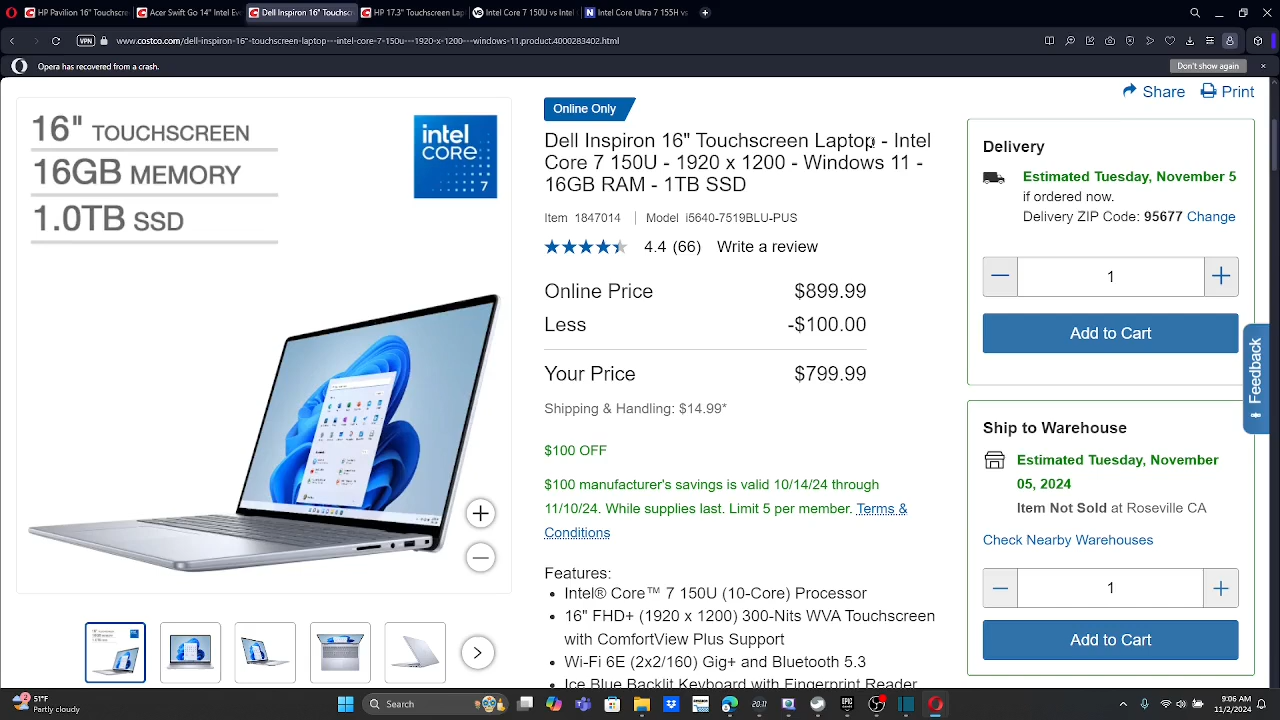 HP Pavilion 16" Touchscre
Acer Swift Go 14" Intel Ev
Dell Inspiron 16" Touchsc
HP 17.3" Touchscreen Lap
Intel Core 7 150U vs Intel
Intel Core Ultra 7 155H vs
VPN
www.costco.com/dell-inspiron-16"-touchscreen-laptop---intel-core-7-150u---1920-x-1200---windows-11.product.4000283402.html
Opera has recovered from a crash.
Don't show again
Share
Print
16" TOUCHSCREEN
16GB MEMORY
1.0TB SSD
intel
CORE
7
Online Only
Dell Inspiron 16" Touchscreen Laptop - Intel
Core 7 150U - 1920 x 1200 - Windows 11 -
16GB RAM - 1TB SSD
Item 1847014 | Model i5640-7519BLU-PUS
4.4 (66) Write a review
Online Price $899.99
Less -$100.00
Your Price $799.99
Shipping & Handling: $14.99*
$100 OFF
$100 manufacturer's savings is valid 10/14/24 through
11/10/24. While supplies last. Limit 5 per member. Terms &
Conditions
Features:
Intel® Core™ 7 150U (10-Core) Processor
16" FHD+ (1920 x 1200) 300-Nits WVA Touchscreen
with ComfortView Plus Support
Wi-Fi 6E (2x2/160) Gig+ and Bluetooth 5.3
Ice Blue Backlit Keyboard with Fingerprint Reader
Delivery
Estimated Tuesday, November 5
if ordered now.
Delivery ZIP Code: 95677 Change
1
Add to Cart
Feedback
Ship to Warehouse
Estimated Tuesday, November
05, 2024
Item Not Sold at Roseville CA
Check Nearby Warehouses
1
Add to Cart
2
51°F
Partly cloudy
Search
9:06 AM
11/2/2024